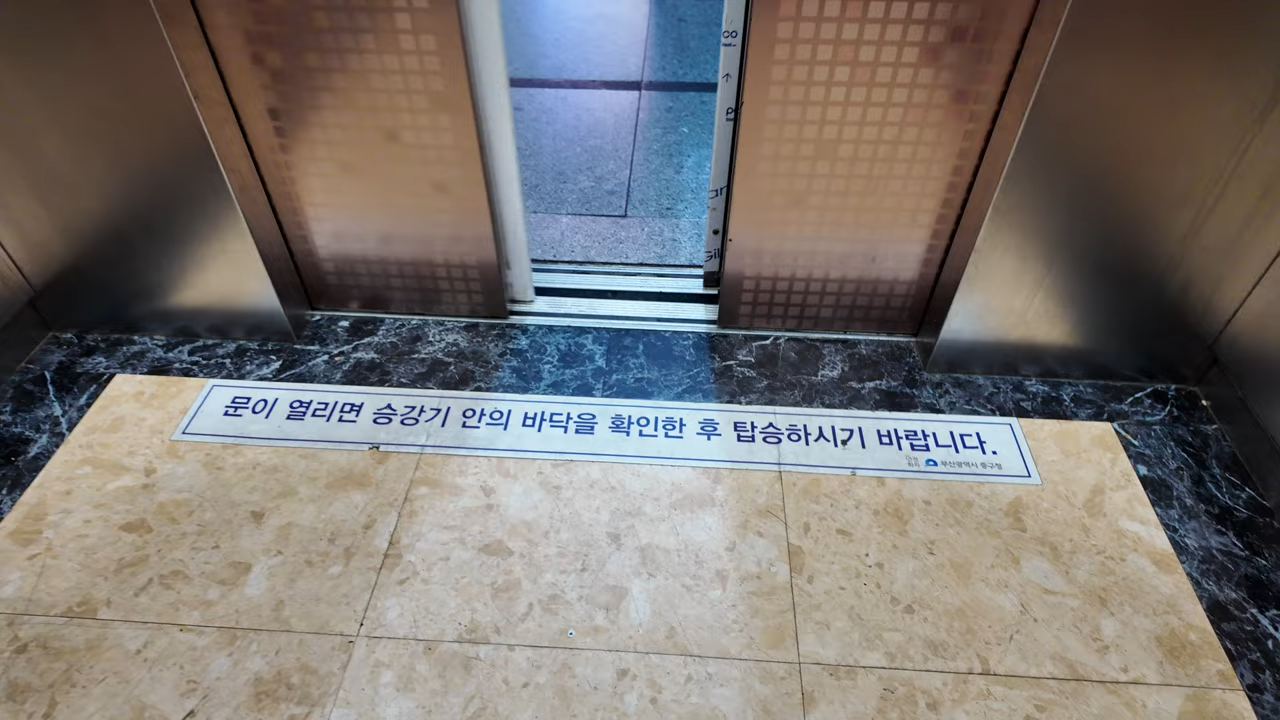 문이 열리면 승강기 안의 바닥을 확인한 후 탑승하시기 바랍니다.
부산광역시 중구청
co